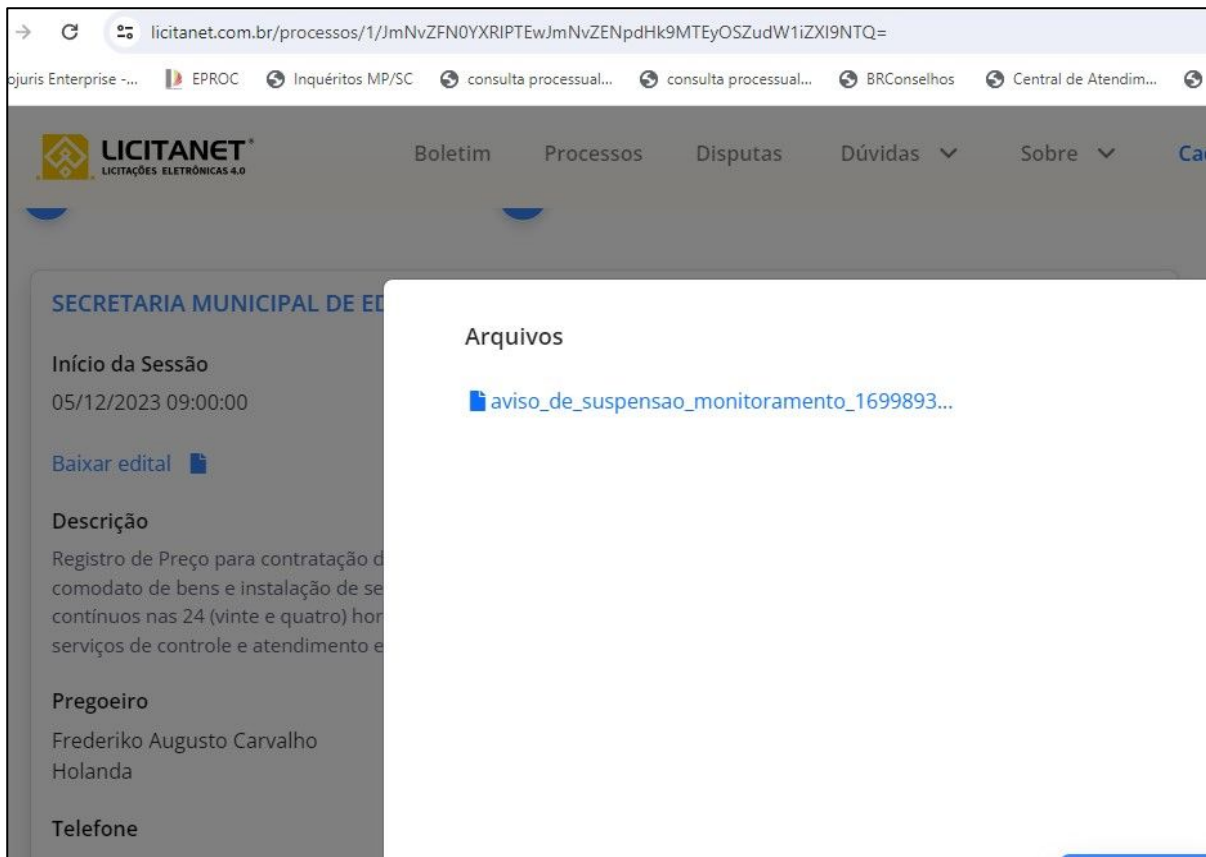 licitanet.com.br/processos/1/JmNvZFN0YXRlPTEwJmNvZENpdHk9MTEyOSZudW1iZXI9NTQ=
ojuris Enterprise -... EPROC Inquéritos MP/SC consulta processual... consulta processual... BRConselhos Central de Atendim...
LICITANET®
LICITAÇÕES ELETRÔNICAS 4.0
Boletim Processos Disputas Dúvidas Sobre
SECRETARIA MUNICIPAL DE
Arquivos
Início da Sessão
05/12/2023 09:00:00
aviso_de_suspensao_monitoramento_1699893...
Baixar edital
Descrição
Registro de Preço para contratação d
comodato de bens e instalação de se
contínuos nas 24 (vinte e quatro) hor
serviços de controle e atendimento e
Pregoeiro
Frederiko Augusto Carvalho
Holanda
Telefone